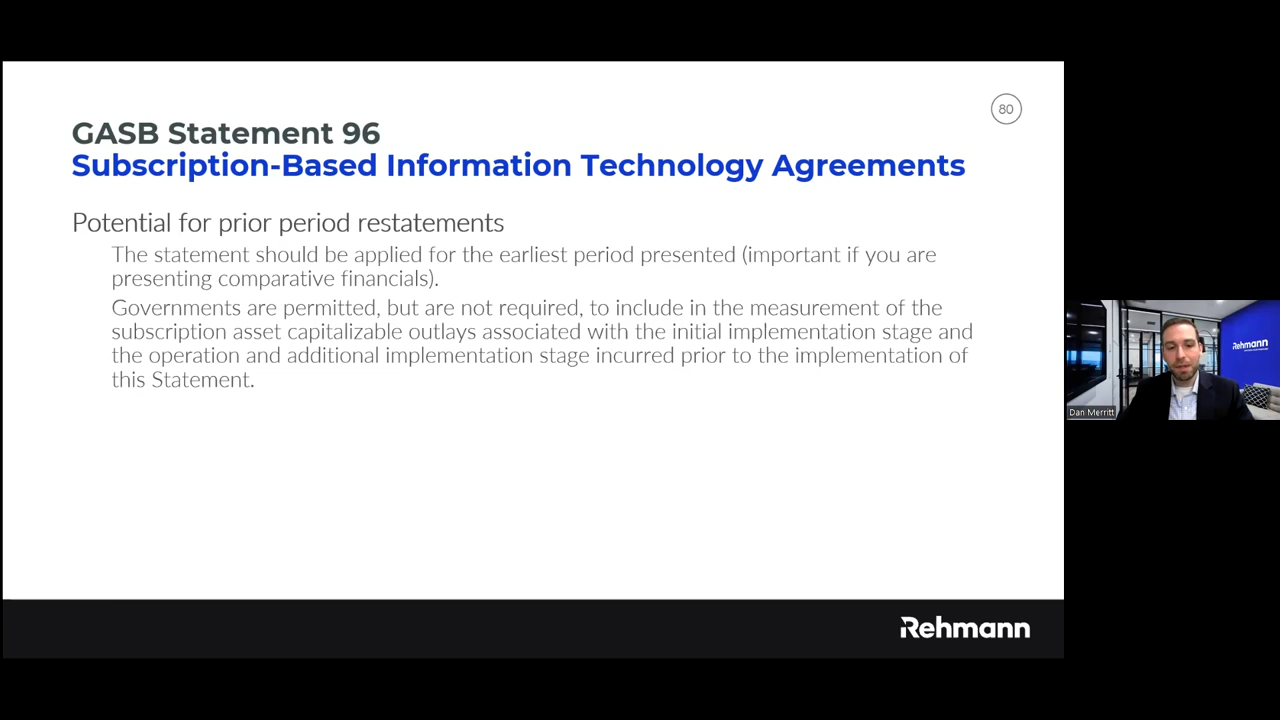 80
GASB Statement 96
Subscription-Based Information Technology Agreements
Potential for prior period restatements
The statement should be applied for the earliest period presented (important if you are
presenting comparative financials).
Governments are permitted, but are not required, to include in the measurement of the
subscription asset capitalizable outlays associated with the initial implementation stage and
the operation and additional implementation stage incurred prior to the implementation of
this Statement.
Rehmann
Rehmann
Dan Merritt